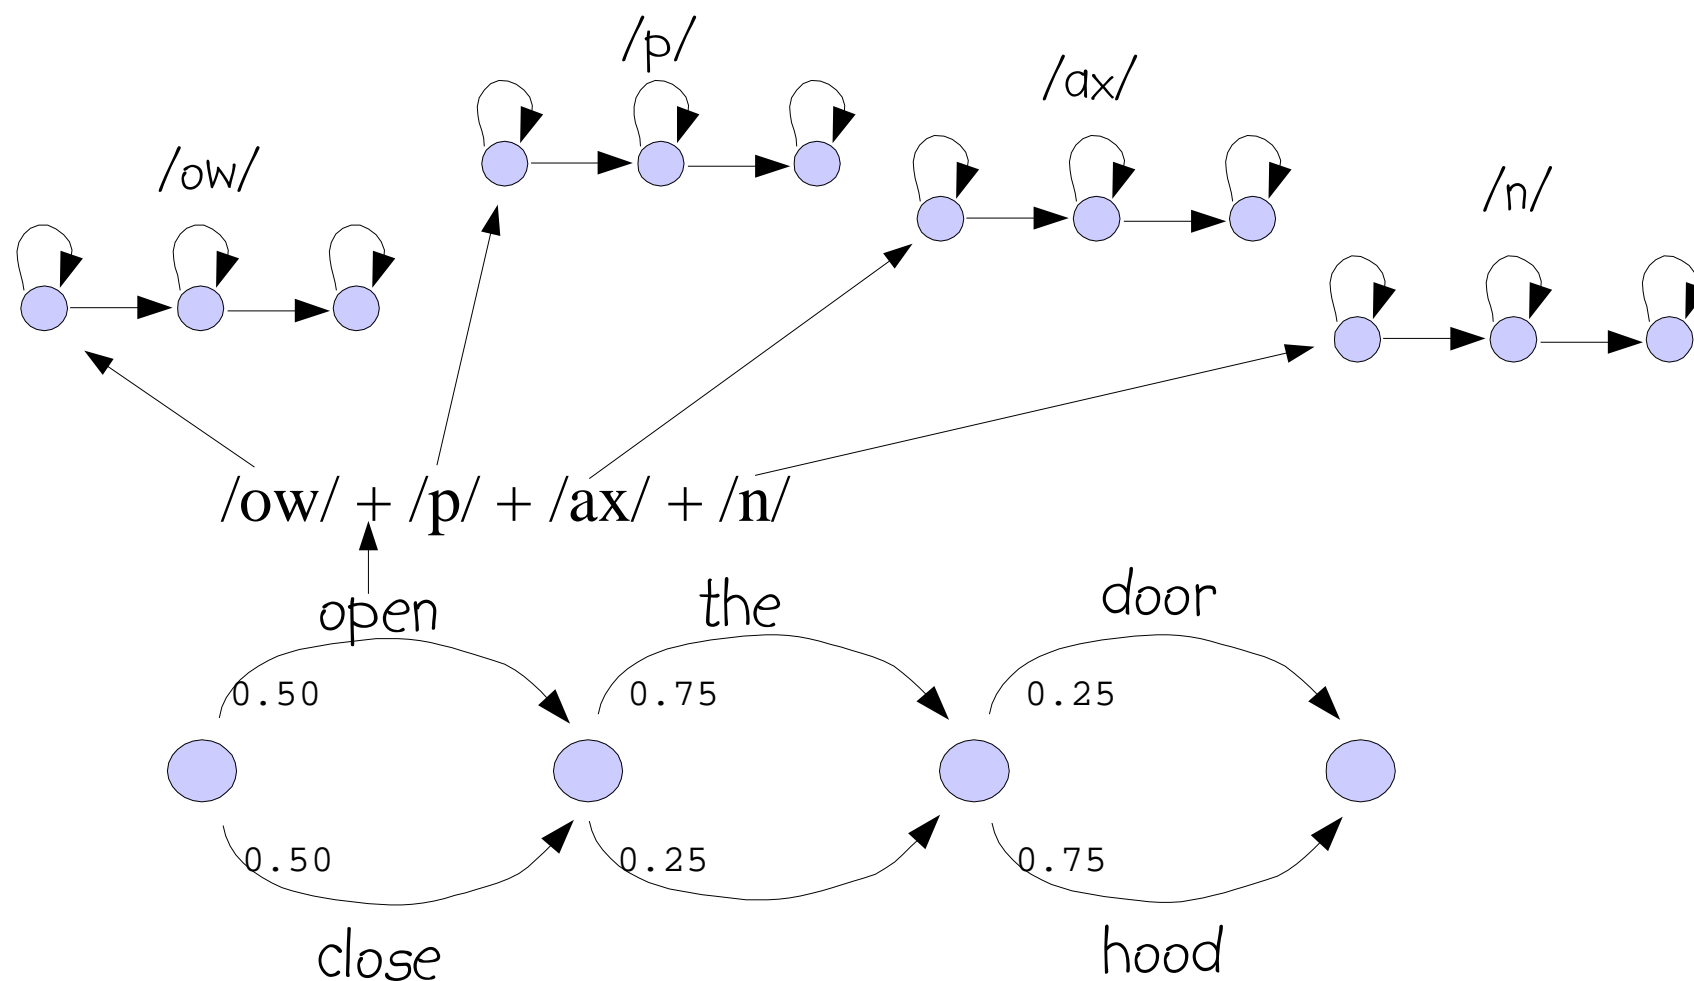 /p/
/ax/
/ow/
/n/
/ow/ + /p/ + /ax/ + /n/
open the door
0.50 0.75 0.25
0.50 0.25 0.75
close hood